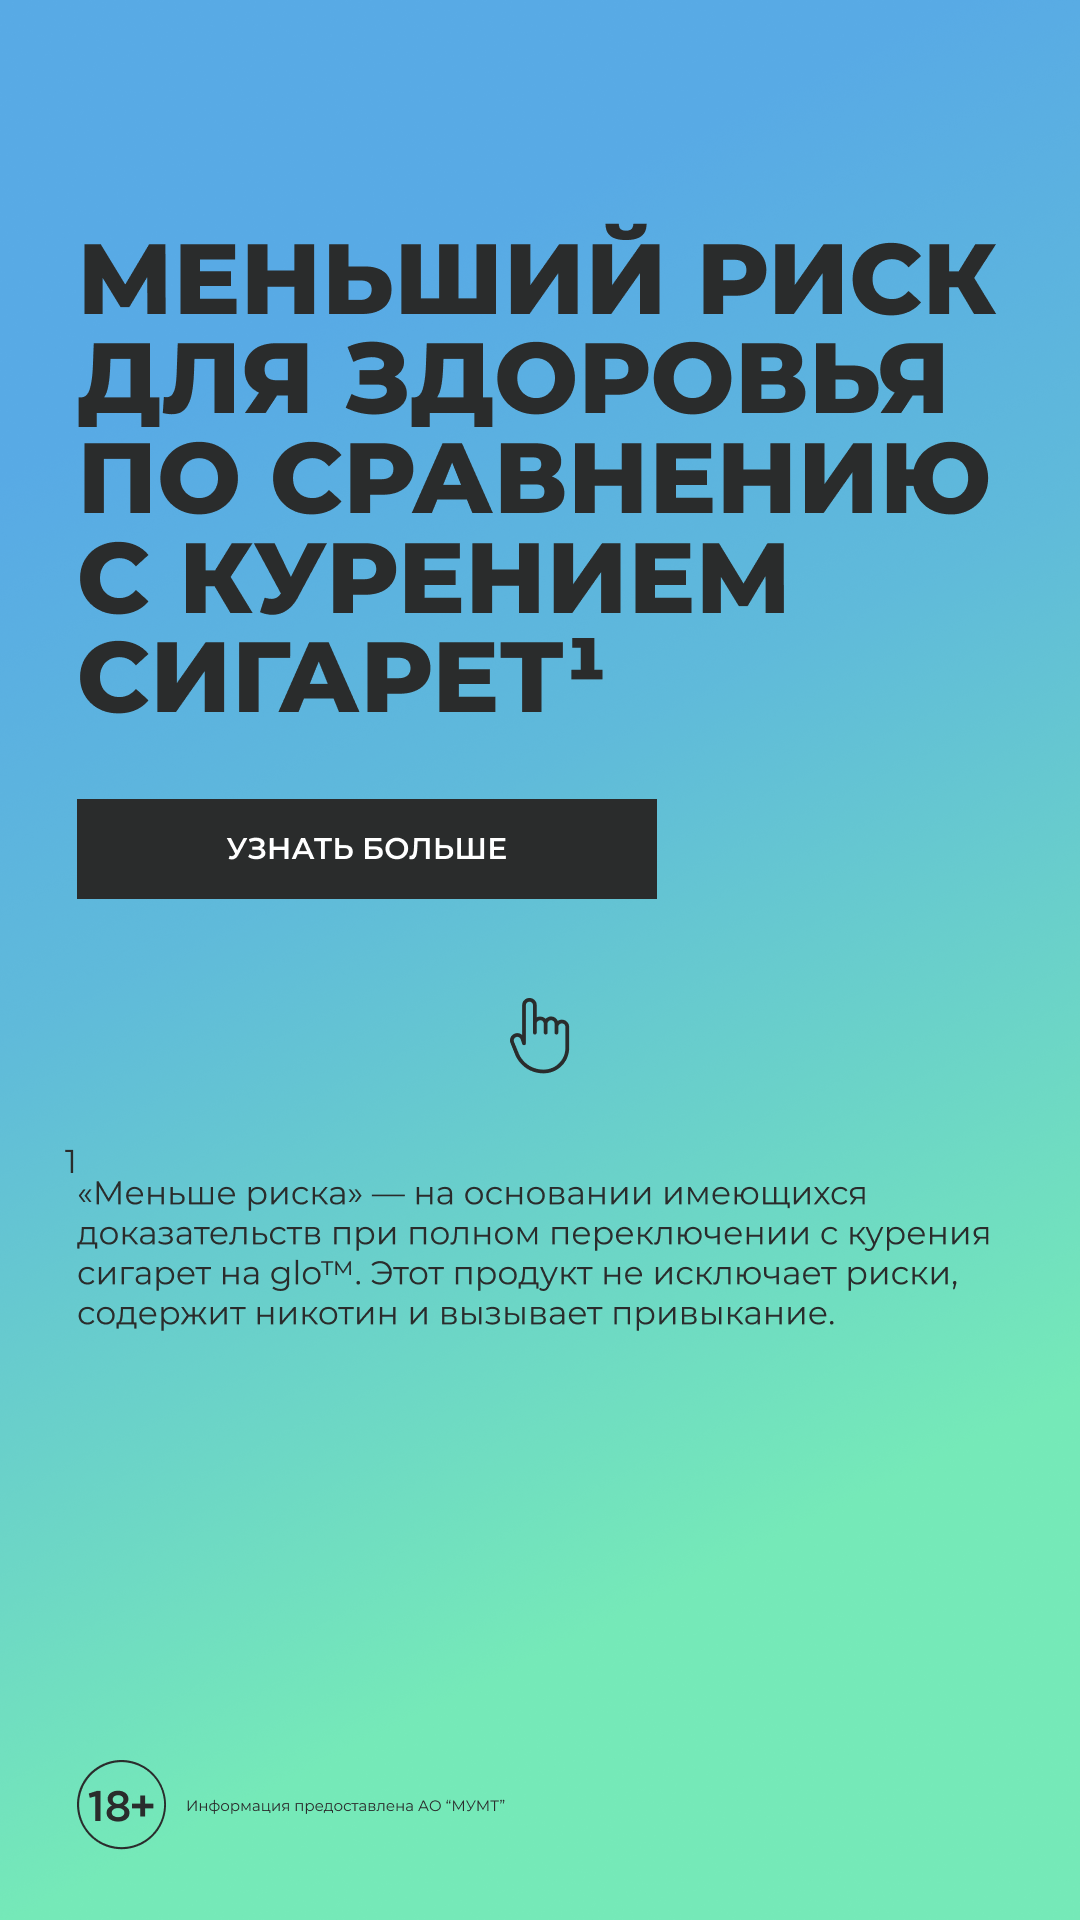 МЕНЬШИЙ РИСК
ДЛЯ ЗДОРОВЬЯ
ПО СРАВНЕНИЮ
С КУРЕНИЕМ
СИГАРЕТ¹
УЗНАТЬ БОЛЬШЕ
1
«Меньше риска» — на основании имеющихся
доказательств при полном переключении с курения
сигарет на glo™. Этот продукт не исключает риски,
содержит никотин и вызывает привыкание.
18+ Информация предоставлена АО “МУМТ”